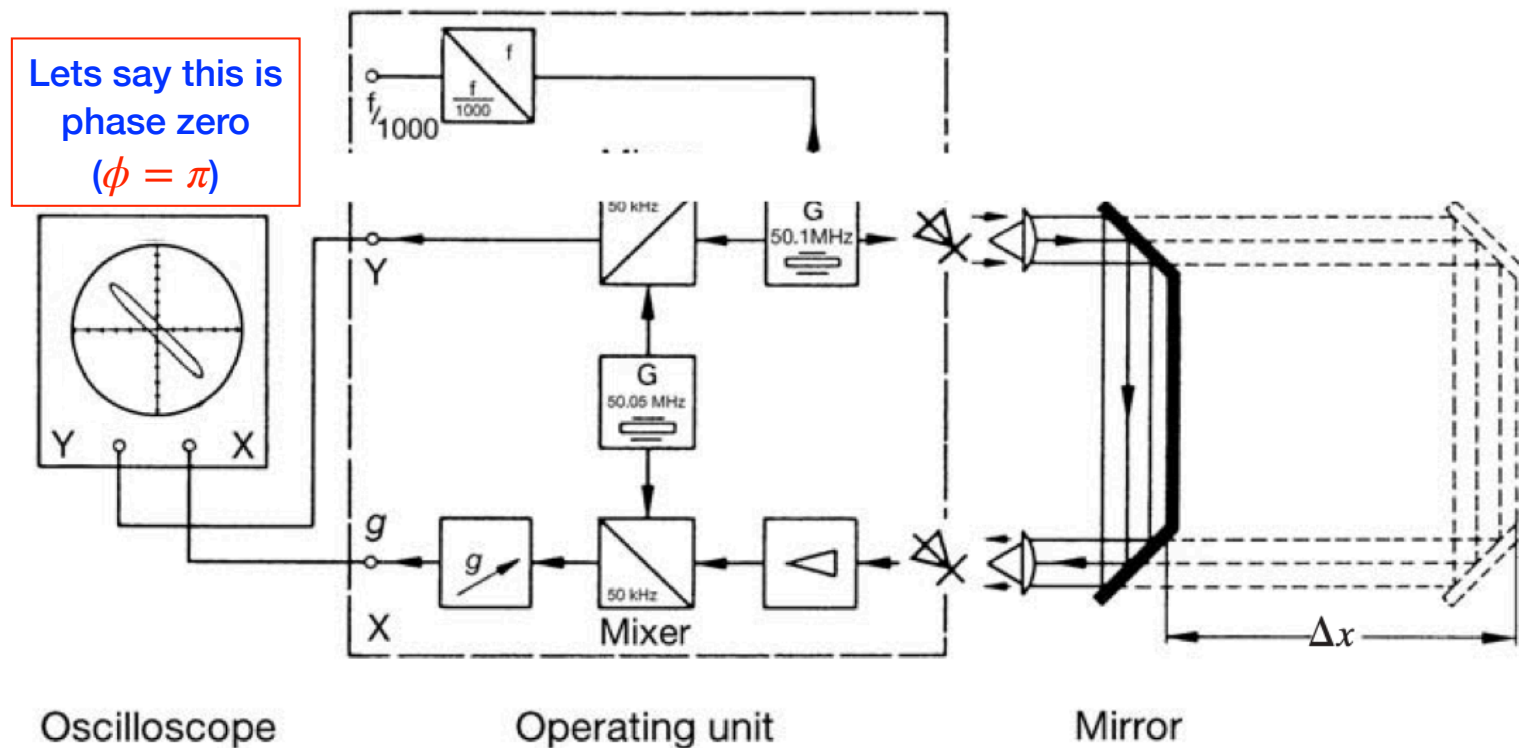 Lets say this is
phase zero
(ϕ = π)
f
f
1000
f/1000
50 kHz
G
50.1MHz
Y
G
50.05 MHz
Y X
g
g
50 kHz
X
Mixer
Δx
Oscilloscope Operating unit Mirror